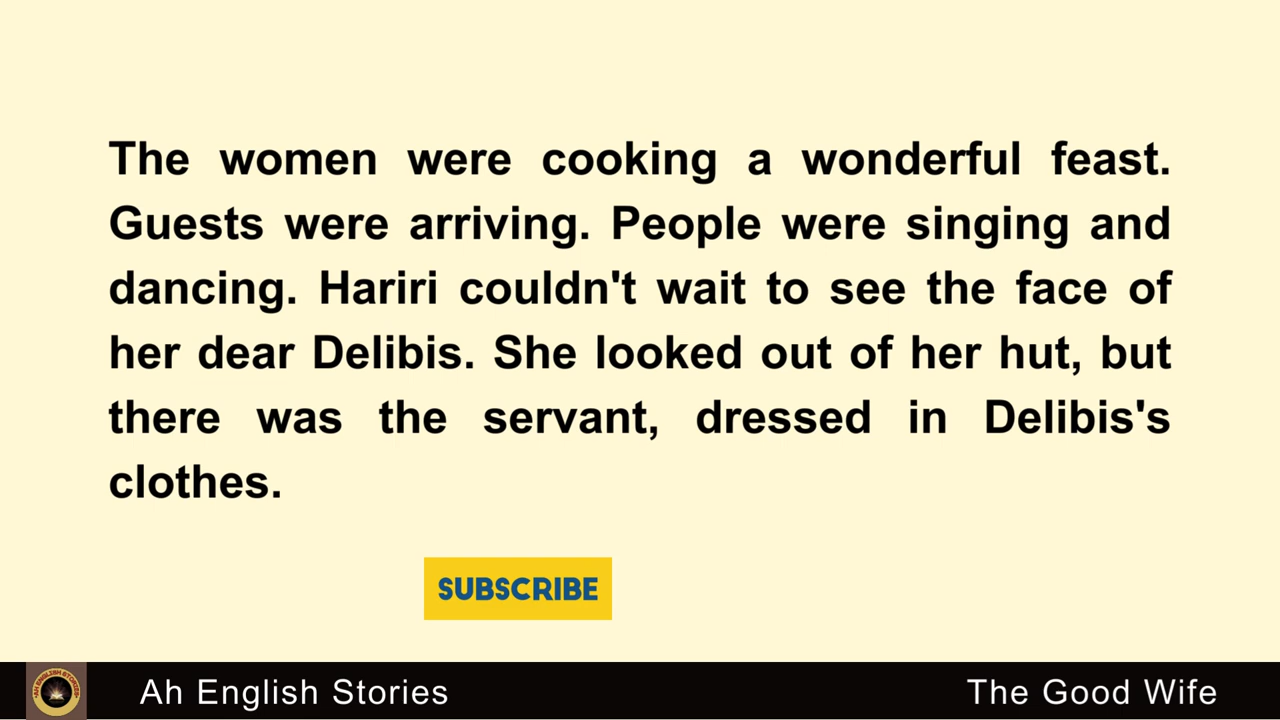 The women were cooking a wonderful feast.
Guests were arriving. People were singing and
dancing. Hariri couldn't wait to see the face of
her dear Delibis. She looked out of her hut, but
there was the servant, dressed in Delibis's
clothes.
SUBSCRIBE
Ah English Stories
The Good Wife